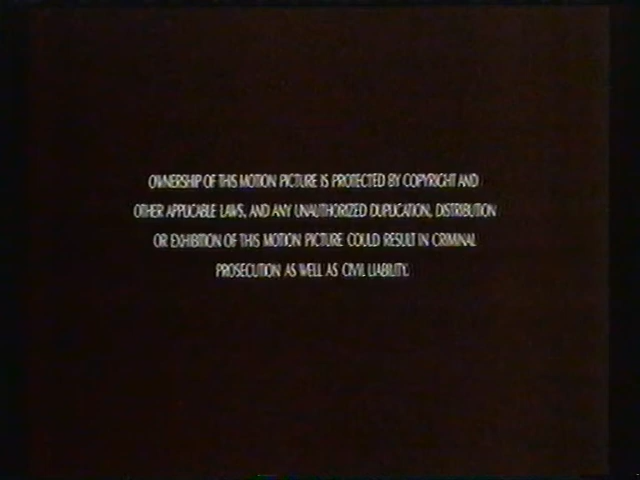 OWNERSHIP OF THIS MOTION PICTURE IS PROTECTED BY COPYRIGHT AND
OTHER APPLICABLE LAWS, AND ANY UNAUTHORIZED DUPLICATION, DISTRIBUTION
OR EXHIBITION OF THIS MOTION PICTURE COULD RESULT IN CRIMINAL
PROSECUTION AS WELL AS CIVIL LIABILITY.